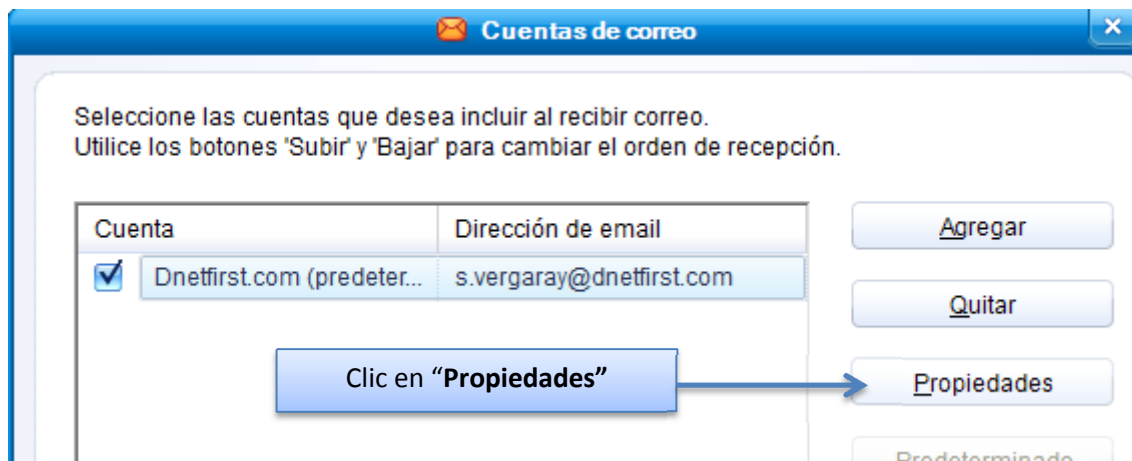 Cuentas de correo
Seleccione las cuentas que desea incluir al recibir correo.
Utilice los botones 'Subir' y 'Bajar' para cambiar el orden de recepción.
Cuenta Dirección de email
Dnetfirst.com (predeter... s.vergaray@dnetfirst.com
Agregar
Quitar
Clic en “Propiedades”
Propiedades
Predeterminado